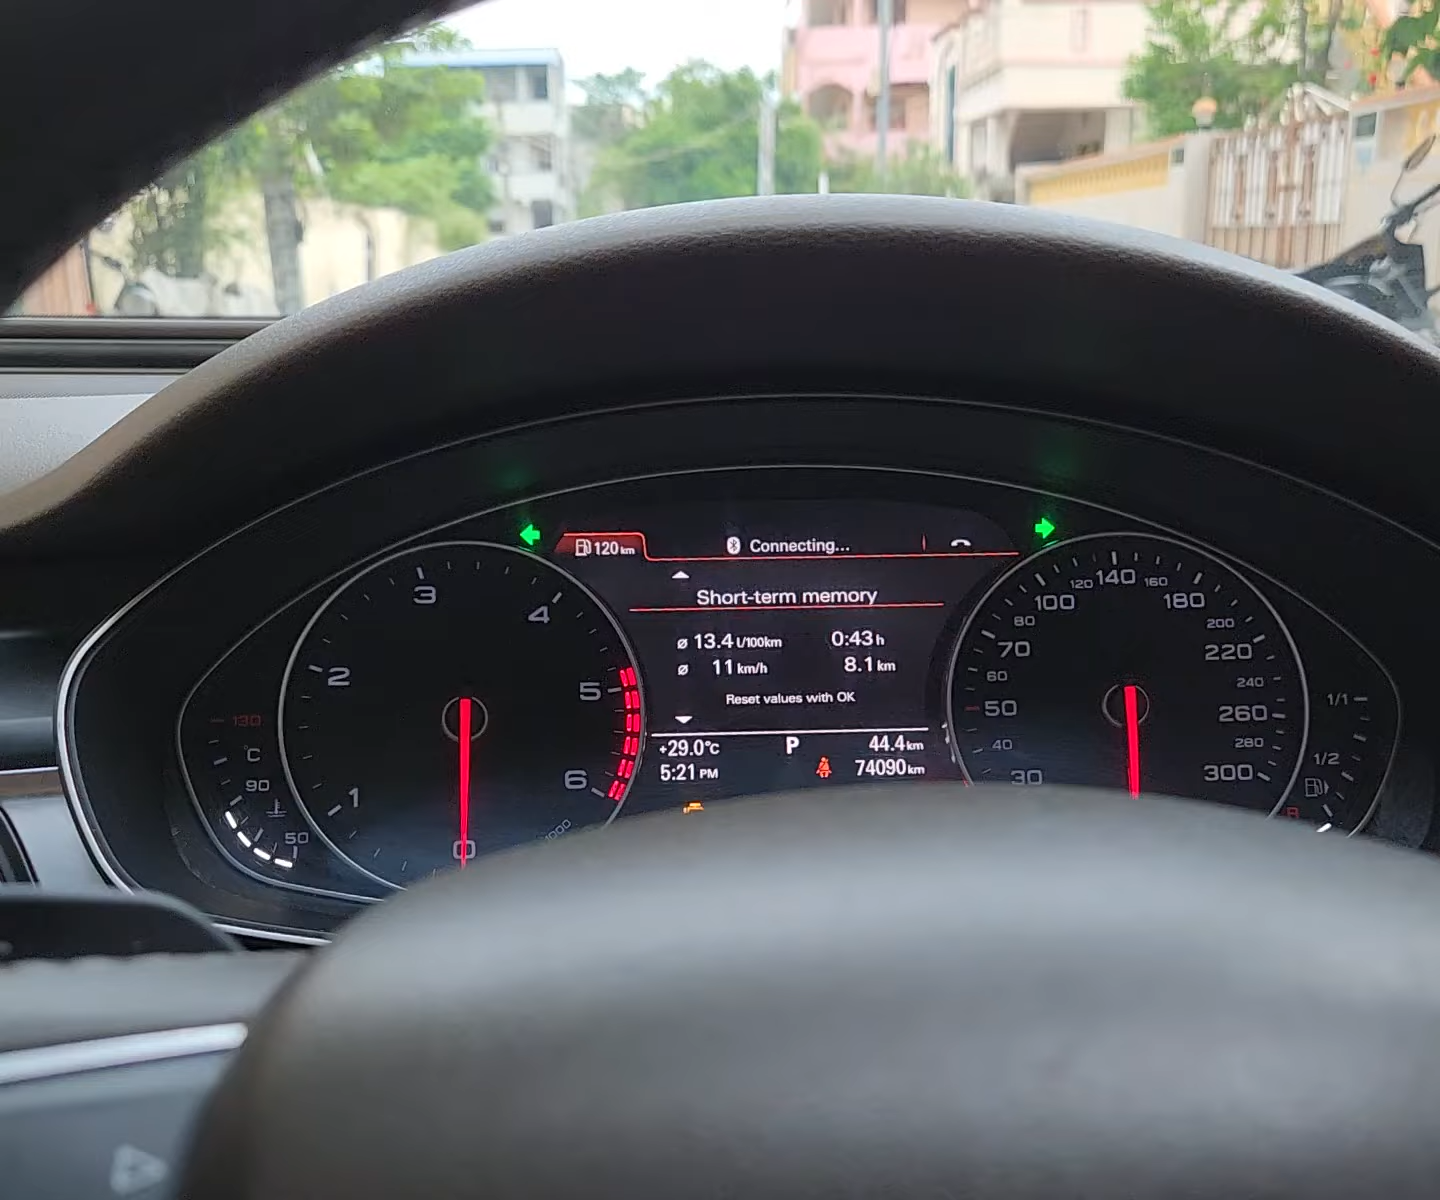 120 km
Connecting...
Short-term memory
ø 13.4 l/100km 0:43 h
ø 11 km/h 8.1 km
Reset values with OK
+29.0°C P 44.4 km
5:21 PM 74090 km
130
°C
90
50
0
1
2
3
4
5
6
30
40
50
60
70
80
100
120
140
160
180
200
220
240
260
280
300
1/1
1/2
R